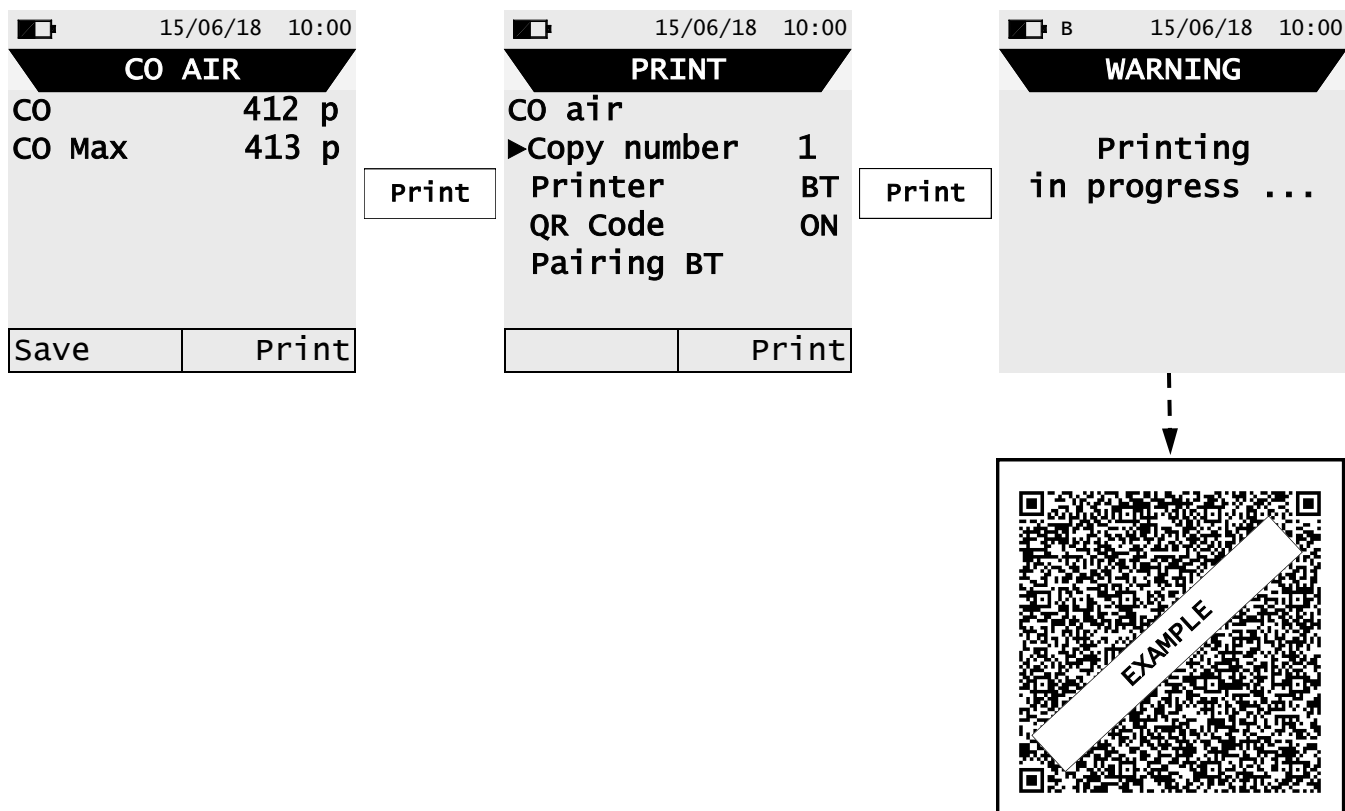 15/06/18 10:00
CO AIR
CO 412 p
CO Max 413 p
Save Print
Print
15/06/18 10:00
PRINT
CO air
►Copy number 1
Printer BT
QR Code ON
Pairing BT
Print
Print
B 15/06/18 10:00
WARNING
Printing
in progress ...
EXAMPLE